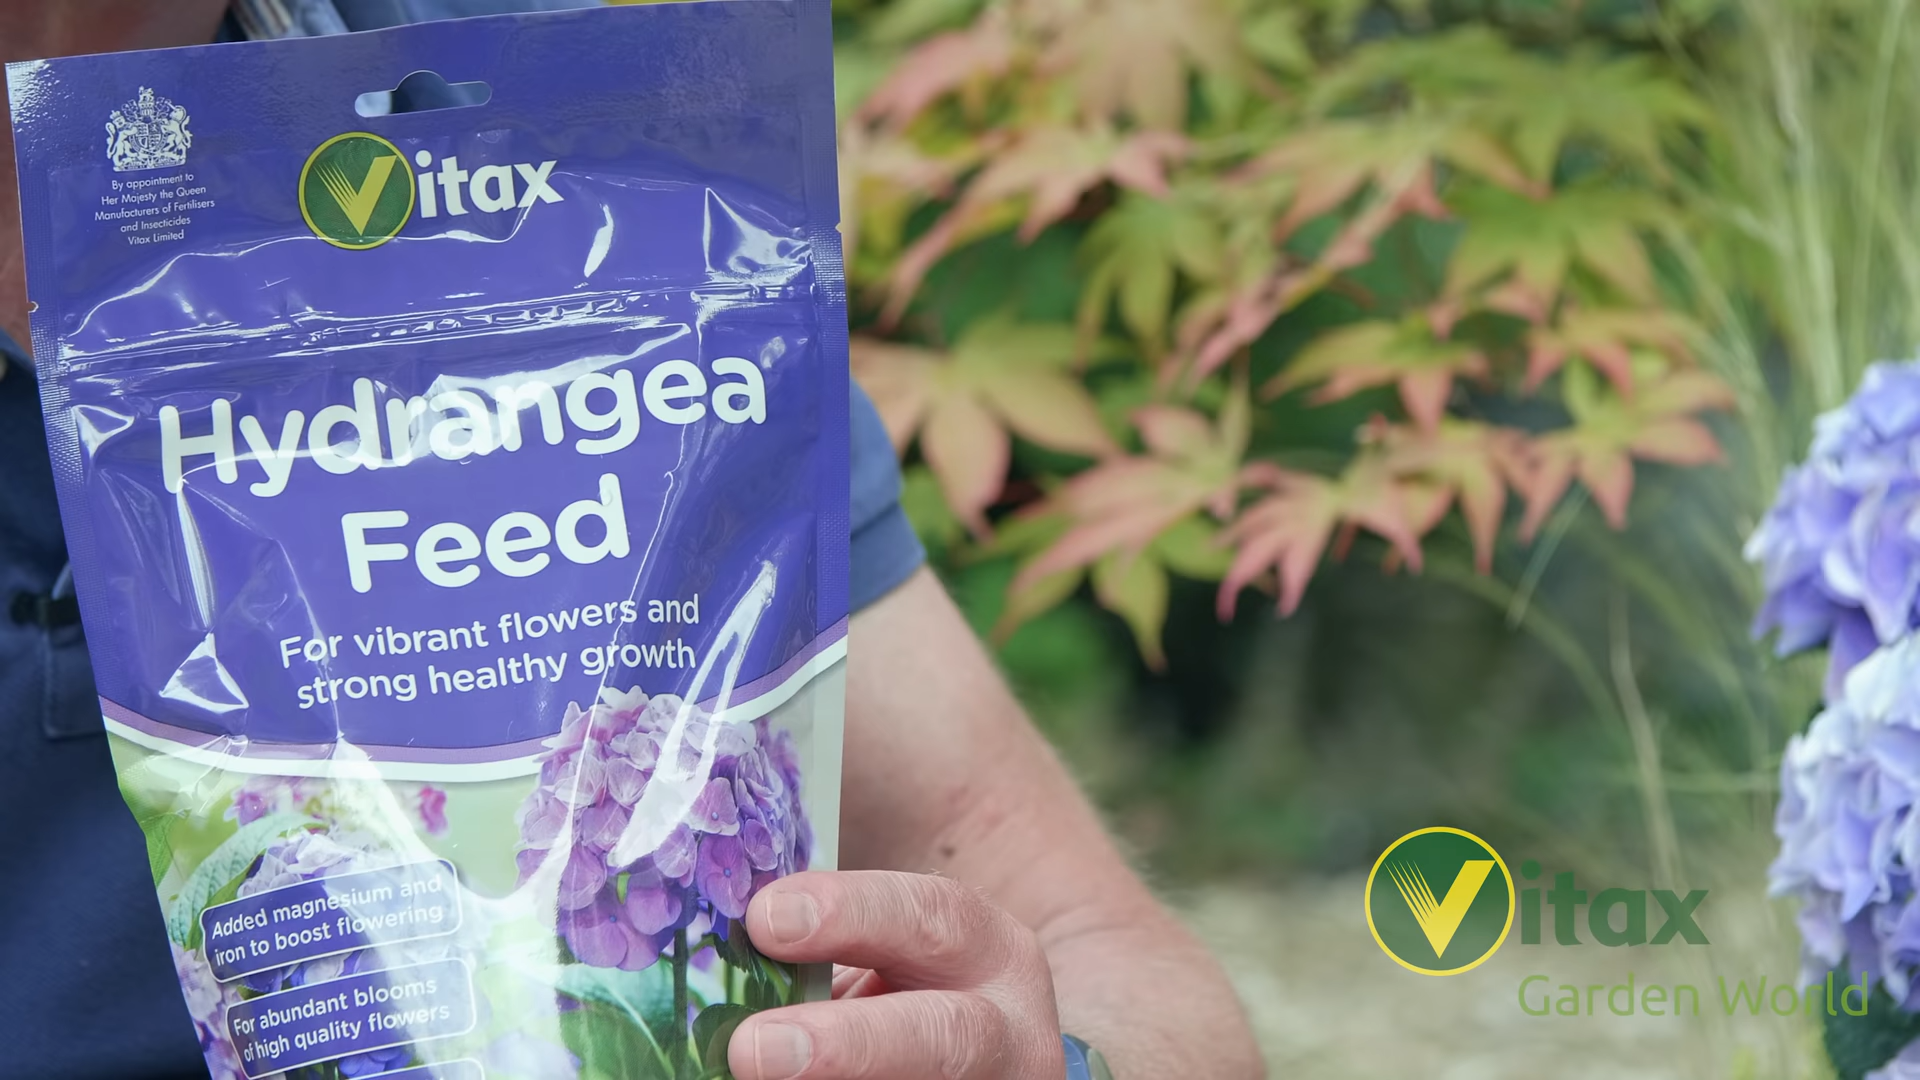 By appointment to
Her Majesty the Queen
Manufacturers of Fertilisers
and Insecticides
Vitax Limited
Vitax
Hydrangea
Feed
For vibrant flowers and
strong healthy growth
Added magnesium and
iron to boost flowering
For abundant blooms
of high quality flowers
Vitax
Garden World